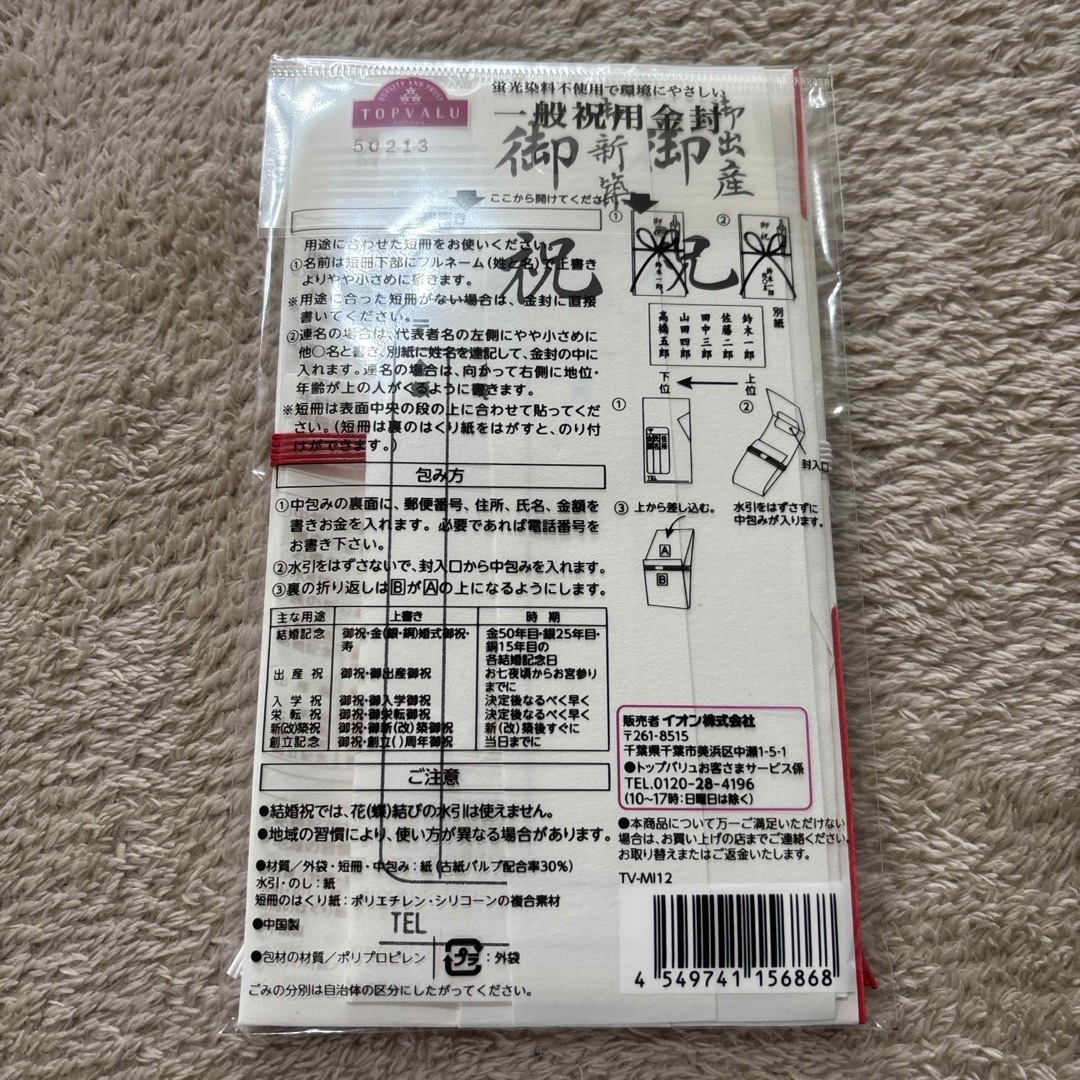 QUALITY AND TRUST
TOPVALU
50213
蛍光染料不使用で環境にやさしい
一般祝用金封
御出産
御新築
御
御
祝
祝
ここから開けてくださ
用途に合わせた短冊をお使いください。
①名前は短冊下部にフルネーム(姓と名)で上書き
よりやや小さめに書きます。
※用途に合った短冊がない場合は、金封に直接
書いてください。
②連名の場合は、代表者名の左側にやや小さめに
他○名と書き、別紙に姓名を連記して、金封の中に
入れます。連名の場合は、向かって右側に地位・
年齢が上の人がくるように書きます。
※短冊は表面中央の段の上に合わせて貼ってくだ
さい。(短冊は裏のはくり紙をはがすと、のり付
けができます。)
① ②
御祝
鈴木一郎
御祝
鈴木一郎
別紙
鈴木一郎
佐藤二郎
田中三郎
山田四郎
高橋五郎
下位 上位
① ②
〒
住所
氏名
金額
TEL
封入口
③ 上から差し込む。
水引をはずさずに
中包みが入ります。
A
B
包み方
①中包みの裏面に、郵便番号、住所、氏名、金額を
書きお金を入れます。必要であれば電話番号を
お書き下さい。
②水引をはずさないで、封入口から中包みを入れます。
③裏の折り返しはBがAの上になるようにします。
主な用途 上書き 時期
結婚記念 御祝・金(銀・銅)婚式御祝・寿 金50年目・銀25年目・銅15年目の各結婚記念日
出産祝 御祝・御出産御祝 お七夜頃からお宮参りまでに
入学祝 御祝・御入学御祝 決定後なるべく早く
栄転祝 御祝・御栄転御祝 決定後なるべく早く
新(改)築祝 御祝・御新(改)築御祝 新(改)築後すぐに
創立記念 御祝・創立( )周年御祝 当日までに
ご注意
●結婚祝では、花(蝶)結びの水引は使えません。
●地域の習慣により、使い方が異なる場合があります。
●材質/外袋・短冊・中包み:紙(古紙パルプ配合率30%)
水引・のし:紙
短冊のはくり紙:ポリエチレン・シリコーンの複合素材
●中国製
TEL
●包材の材質/ポリプロピレン
プラ :外袋
ごみの分別は自治体の区分にしたがってください。
販売者 イオン株式会社
〒261-8515
千葉県千葉市美浜区中瀬1-5-1
●トップバリュお客さまサービス係
TEL.0120-28-4196
(10~17時:日曜日は除く)
●本商品について万一ご満足いただけない
場合は、お買い上げの店までご連絡ください。
お取り替えまたはご返金いたします。
TV-MI12
4 549741 156868